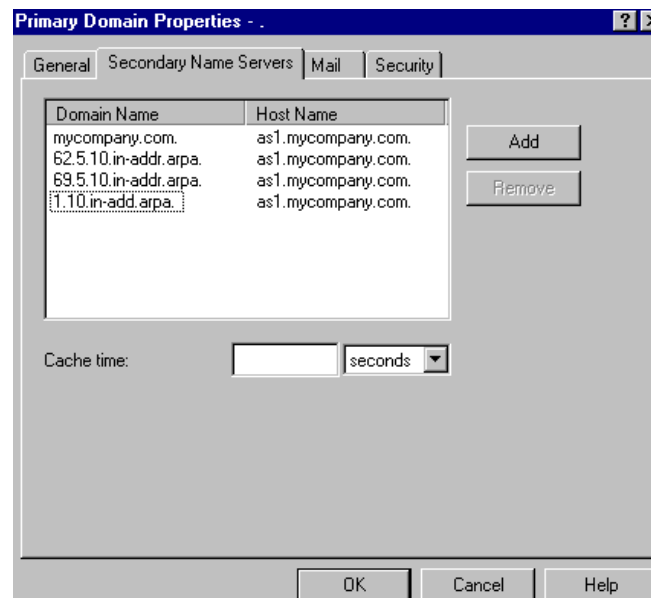 Primary Domain Properties - .
General Secondary Name Servers Mail Security
Domain Name Host Name
mycompany.com. as1.mycompany.com.
62.5.10.in-addr.arpa. as1.mycompany.com.
69.5.10.in-addr.arpa. as1.mycompany.com.
1.10.in-add.arpa. as1.mycompany.com.
Add
Remove
Cache time: seconds
OK Cancel Help